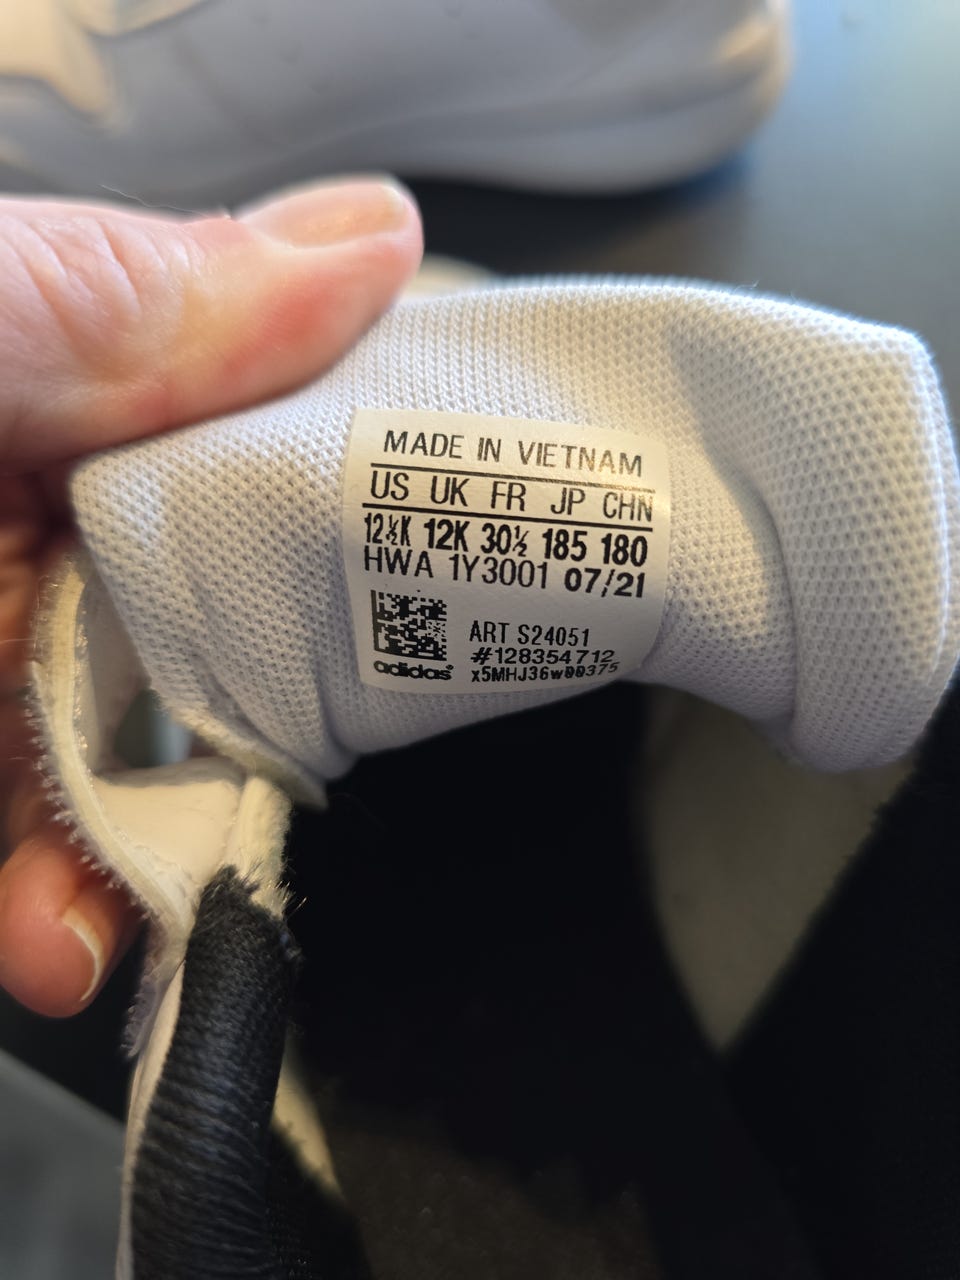 MADE IN VIETNAM
US UK FR JP CHN
12½K 12K 30½ 185 180
HWA 1Y3001 07/21
ART S24051
#128354712
adidas x5MHJ36w00375